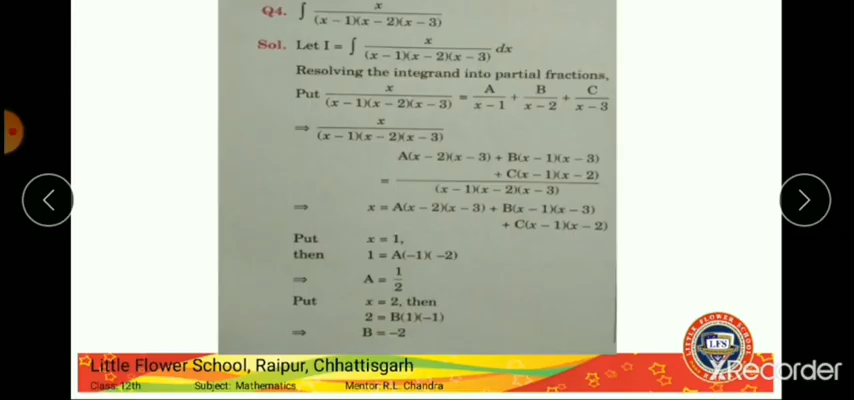 Q4. ∫ x / (x – 1)(x – 2)(x – 3)
Sol. Let I = ∫ x / (x – 1)(x – 2)(x – 3) dx
Resolving the integrand into partial fractions,
Put x / (x – 1)(x – 2)(x – 3) = A / x – 1 + B / x – 2 + C / x – 3
⇒ x / (x – 1)(x – 2)(x – 3)
= A(x – 2)(x – 3) + B(x – 1)(x – 3) + C(x – 1)(x – 2) / (x – 1)(x – 2)(x – 3)
⇒ x = A(x – 2)(x – 3) + B(x – 1)(x – 3)
+ C(x – 1)(x – 2)
Put x = 1,
then 1 = A(–1)( –2)
⇒ A = 1 / 2
Put x = 2, then
2 = B(1)(–1)
⇒ B = –2
LFS
Little Flower School, Raipur, Chhattisgarh
Class: 12th Subject: Mathematics Mentor: R.L. Chandra
XRecorder